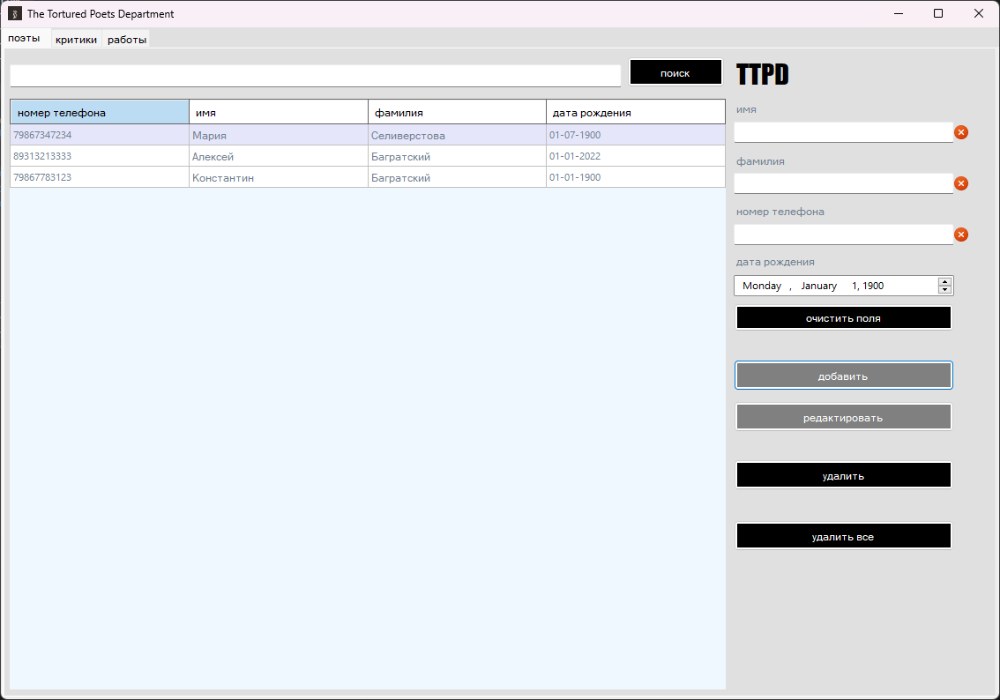 The Tortured Poets Department
поэты критики работы
поиск
номер телефона имя фамилия дата рождения
79867347234 Мария Селиверстова 01-07-1900
89313213333 Алексей Багратский 01-01-2022
79867783123 Константин Багратский 01-01-1900
TTPD
имя
фамилия
номер телефона
дата рождения
Monday , January 1, 1900
очистить поля
добавить
редактировать
удалить
удалить все